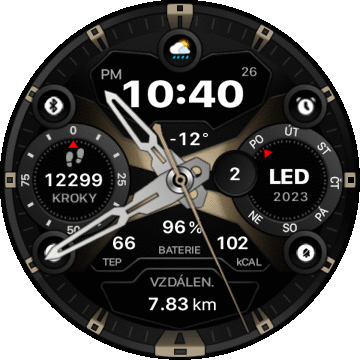 PM 26
10:40
-12°
0
25
50
75
12299
KROKY
2
PO ÚT ST ČT PÁ SO NE
LED
2023
96%
BATERIE
66
TEP
102
kCAL
VZDÁLEN.
7.83 km